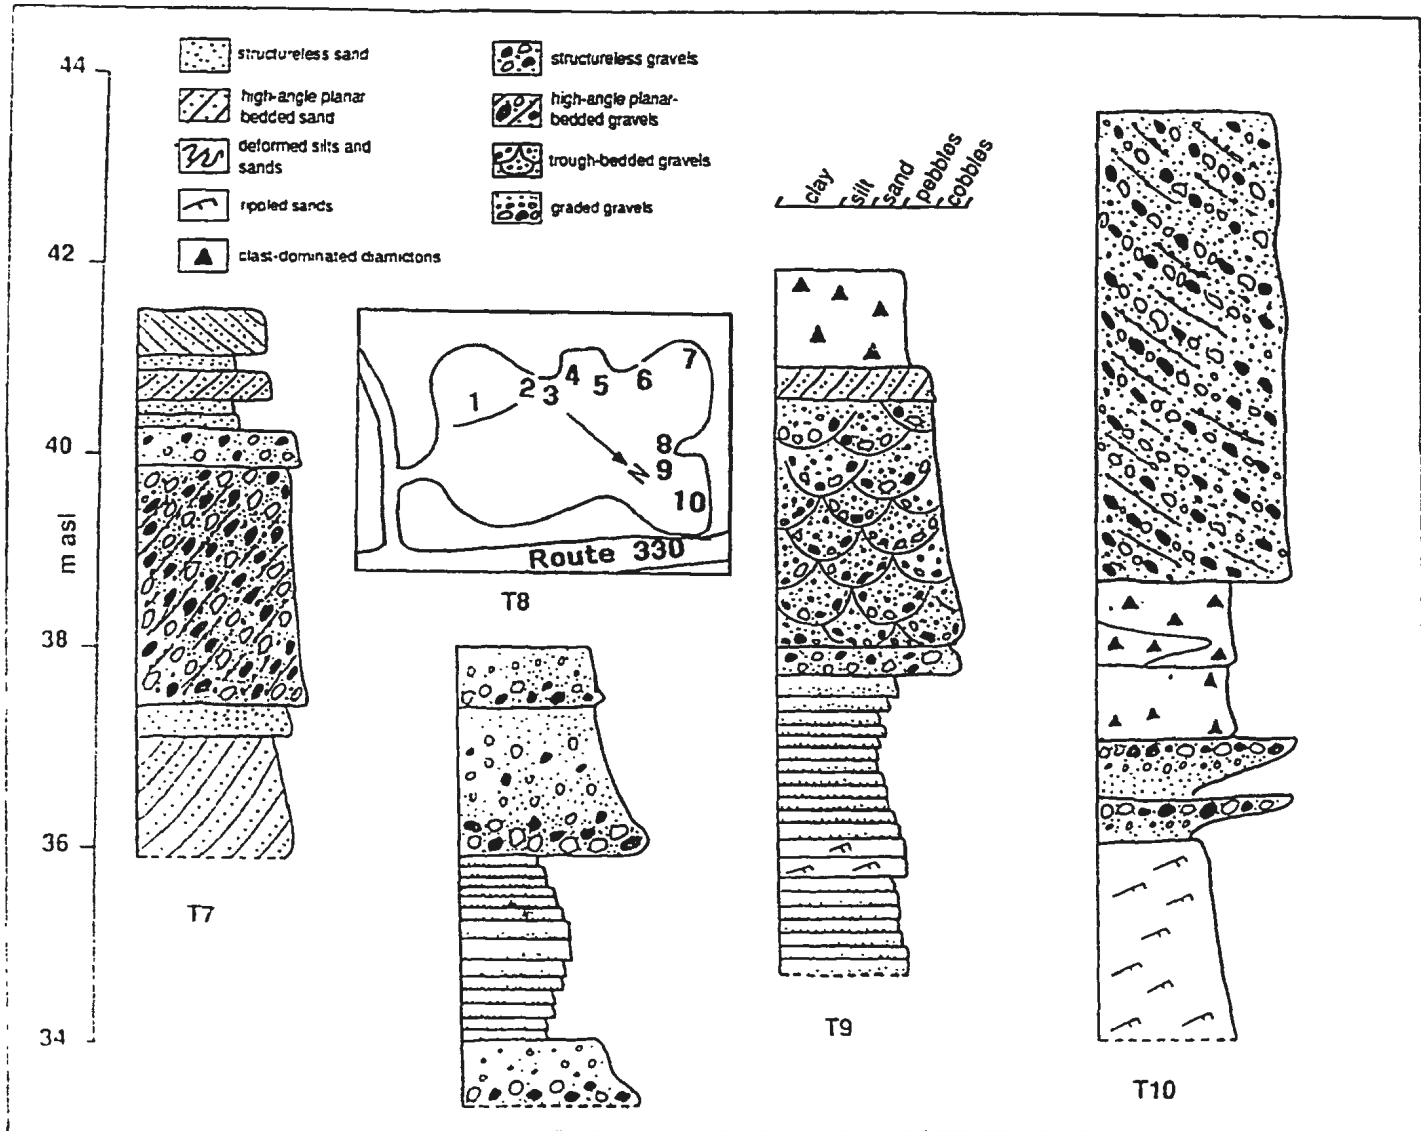 44
42
40
38
36
34
m asl
structureless sand
high-angle planar
bedded sand
deformed silts and
sands
rippled sands
clast-dominated diamictons
structureless gravels
high-angle planar-
bedded gravels
trough-bedded gravels
graded gravels
clay
silt
sand
pebbles
cobbles
1
2
3
4
5
6
7
8
9
10
N
Route 330
T7
T8
T9
T10